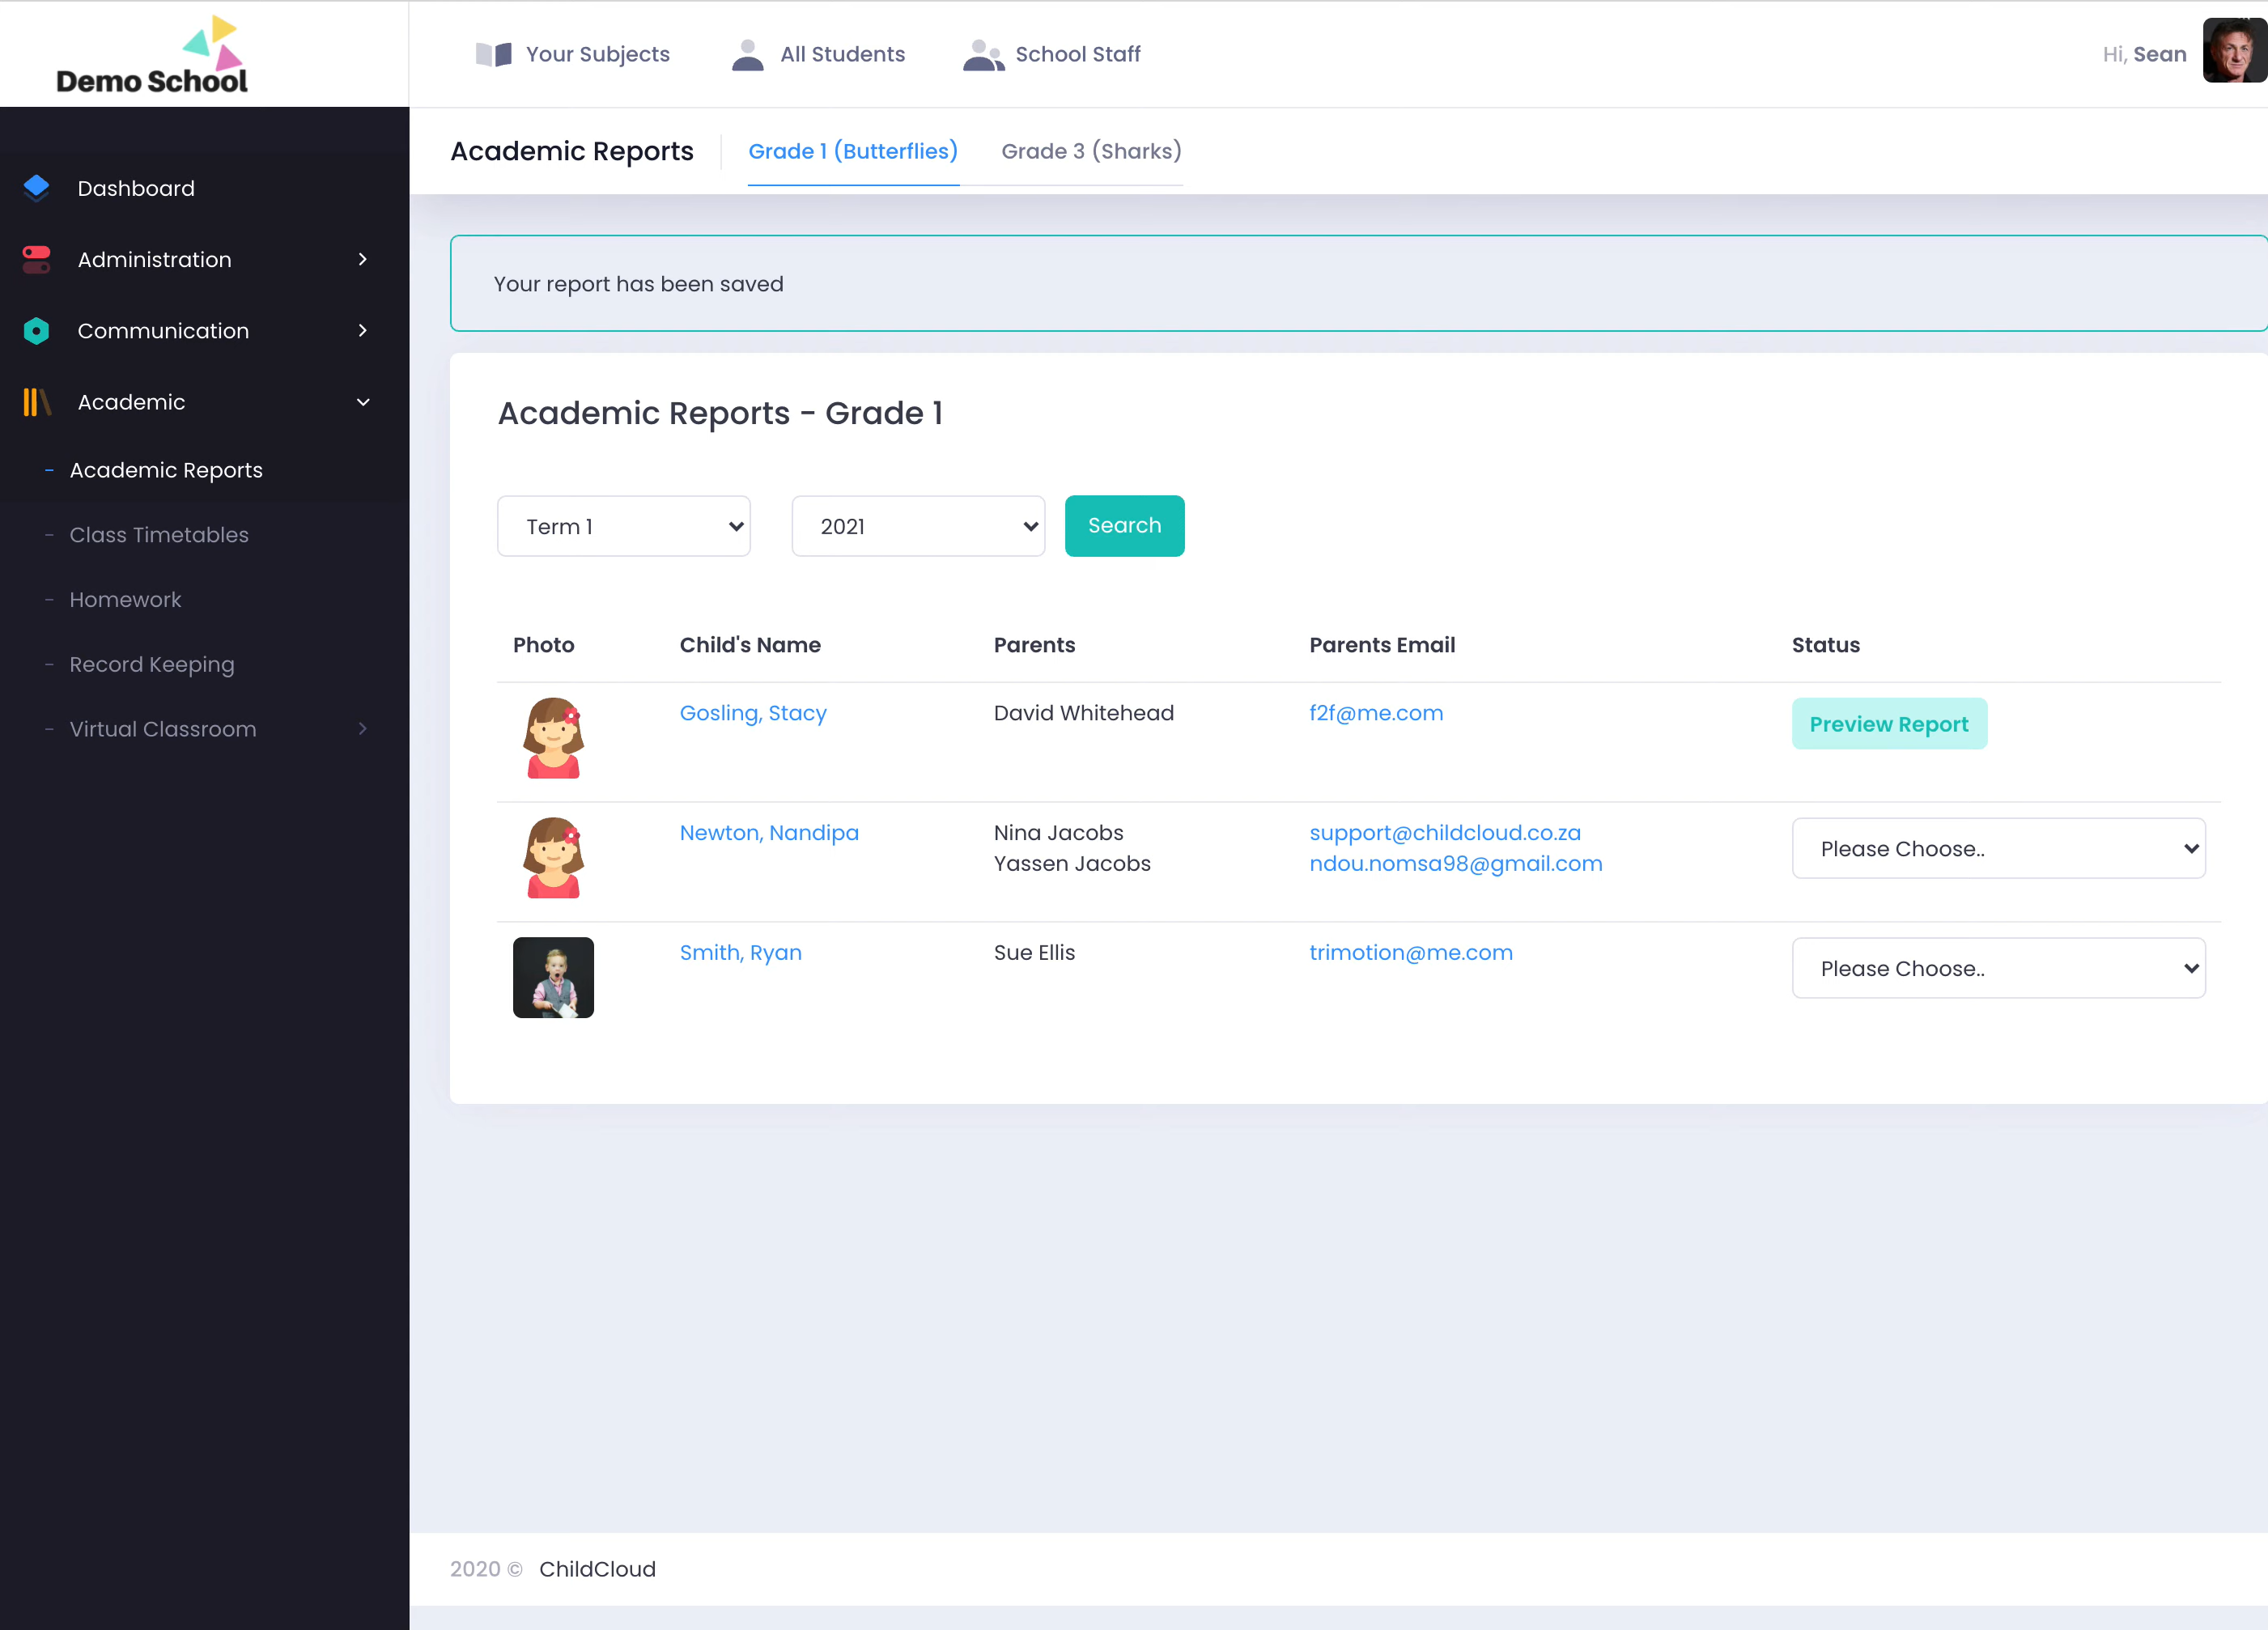 Demo School
Your Subjects
All Students
School Staff
Hi, Sean
Dashboard
Administration
Communication
Academic
- Academic Reports
- Class Timetables
- Homework
- Record Keeping
- Virtual Classroom
Academic Reports
Grade 1 (Butterflies)
Grade 3 (Sharks)
Your report has been saved
Academic Reports - Grade 1
Term 1
2021
Search
Photo Child's Name Parents Parents Email Status
Gosling, Stacy David Whitehead f2f@me.com Preview Report
Newton, Nandipa Nina Jacobs support@childcloud.co.za Please Choose..
Yassen Jacobs ndou.nomsa98@gmail.com
Smith, Ryan Sue Ellis trimotion@me.com Please Choose..
2020 © ChildCloud